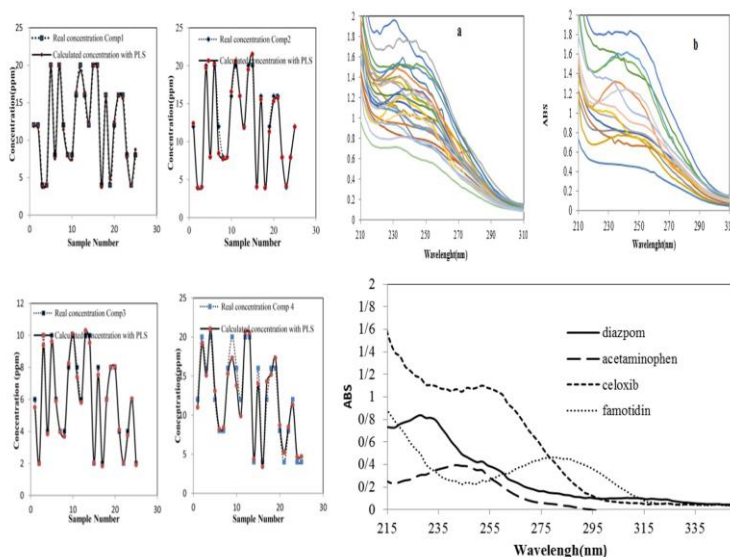 Real concentration Comp1
Calculated concentration with PLS
Concentration(ppm)
25
20
15
10
5
0
0 10 20 30
Sample Number
Real concentration Comp2
Calculated concentration with PLS
Concentration(ppm)
25
20
15
10
5
0
0 10 20 30
Sample Number
a
2
1.8
1.6
1.4
1.2
1
0.8
0.6
0.4
0.2
0
210 230 250 270 290 310
Wavelenght(nm)
b
ABS
2
1.8
1.6
1.4
1.2
1
0.8
0.6
0.4
0.2
0
210 230 250 270 290 310
Wavelenght(nm)
Real concentration Comp3
Calculated concentration with PLS
Concentration (ppm)
12
10
8
6
4
2
0
0 10 20 30
Sample Number
Real concentration Comp 4
Calculated concentration with PLS
Concentration(ppm)
25
20
15
10
5
0
0 10 20 30
Sample Number
ABS
2
1/8
1/6
1/4
1/2
1
0/8
0/6
0/4
0/2
0
diazpom
acetaminophen
celoxib
famotidin
215 235 255 275 295 315 335
Wavelengh(nm)